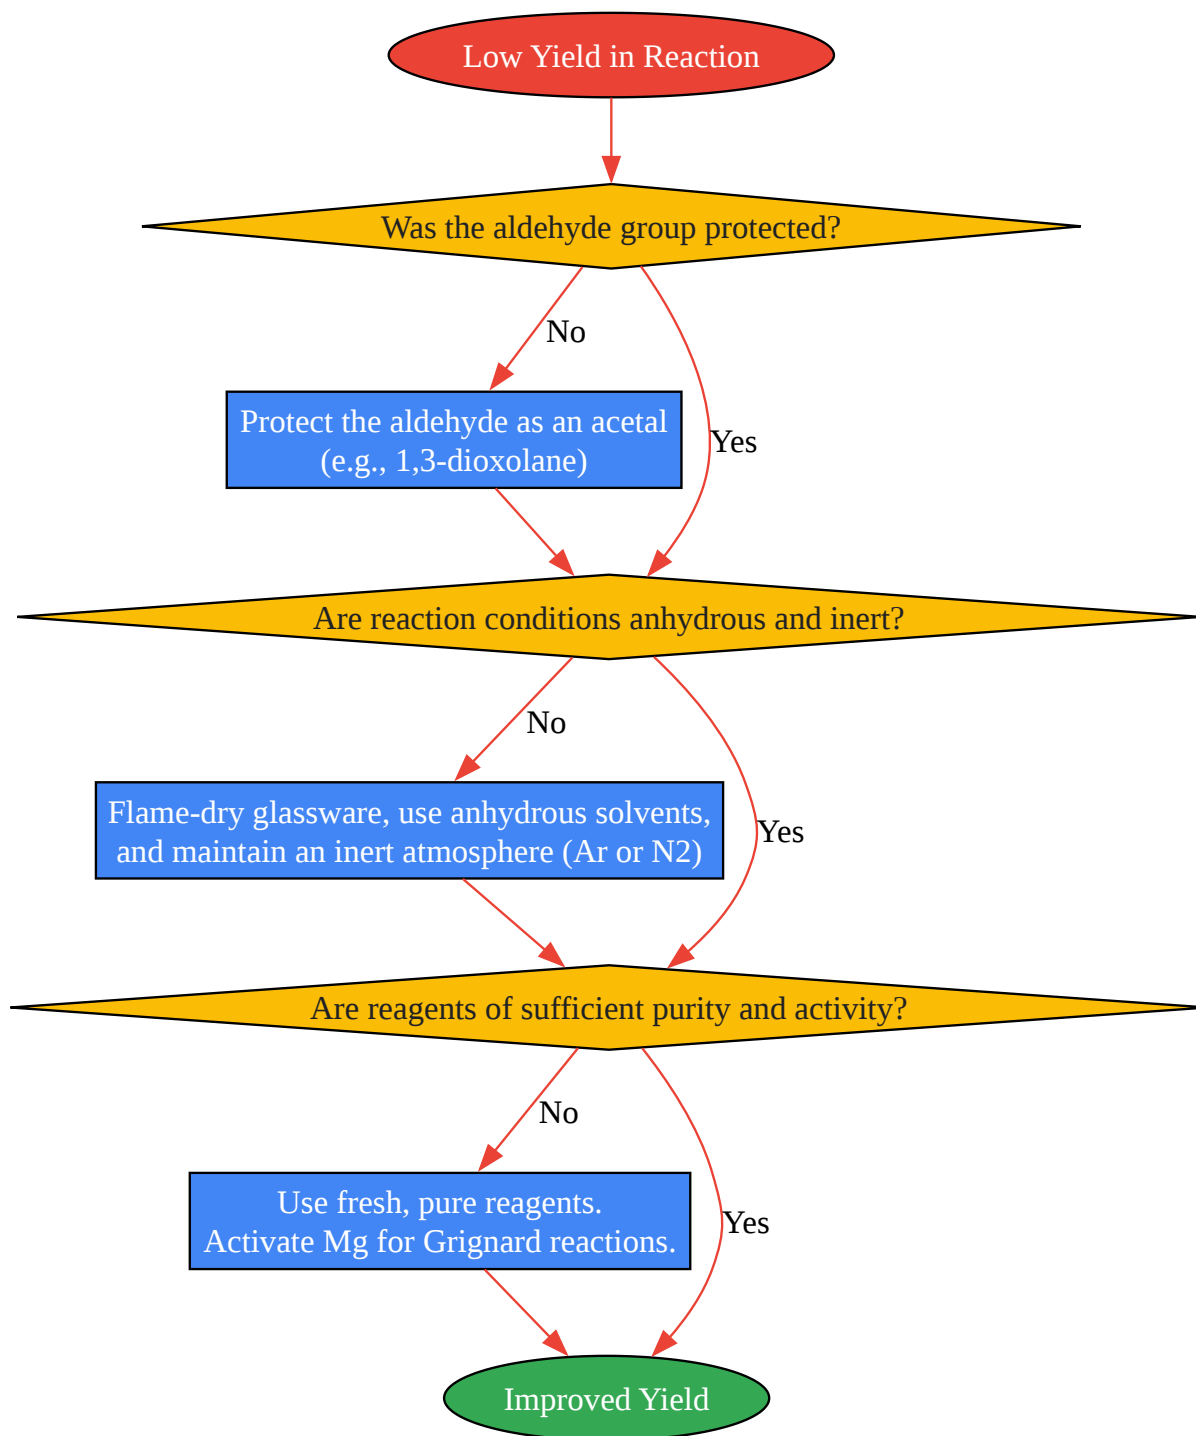 Low Yield in Reaction
Was the aldehyde group protected?
No
Protect the aldehyde as an acetal
(e.g., 1,3-dioxolane)
Yes
Are reaction conditions anhydrous and inert?
No
Flame-dry glassware, use anhydrous solvents,
and maintain an inert atmosphere (Ar or N2)
Yes
Are reagents of sufficient purity and activity?
No
Use fresh, pure reagents.
Activate Mg for Grignard reactions.
Yes
Improved Yield